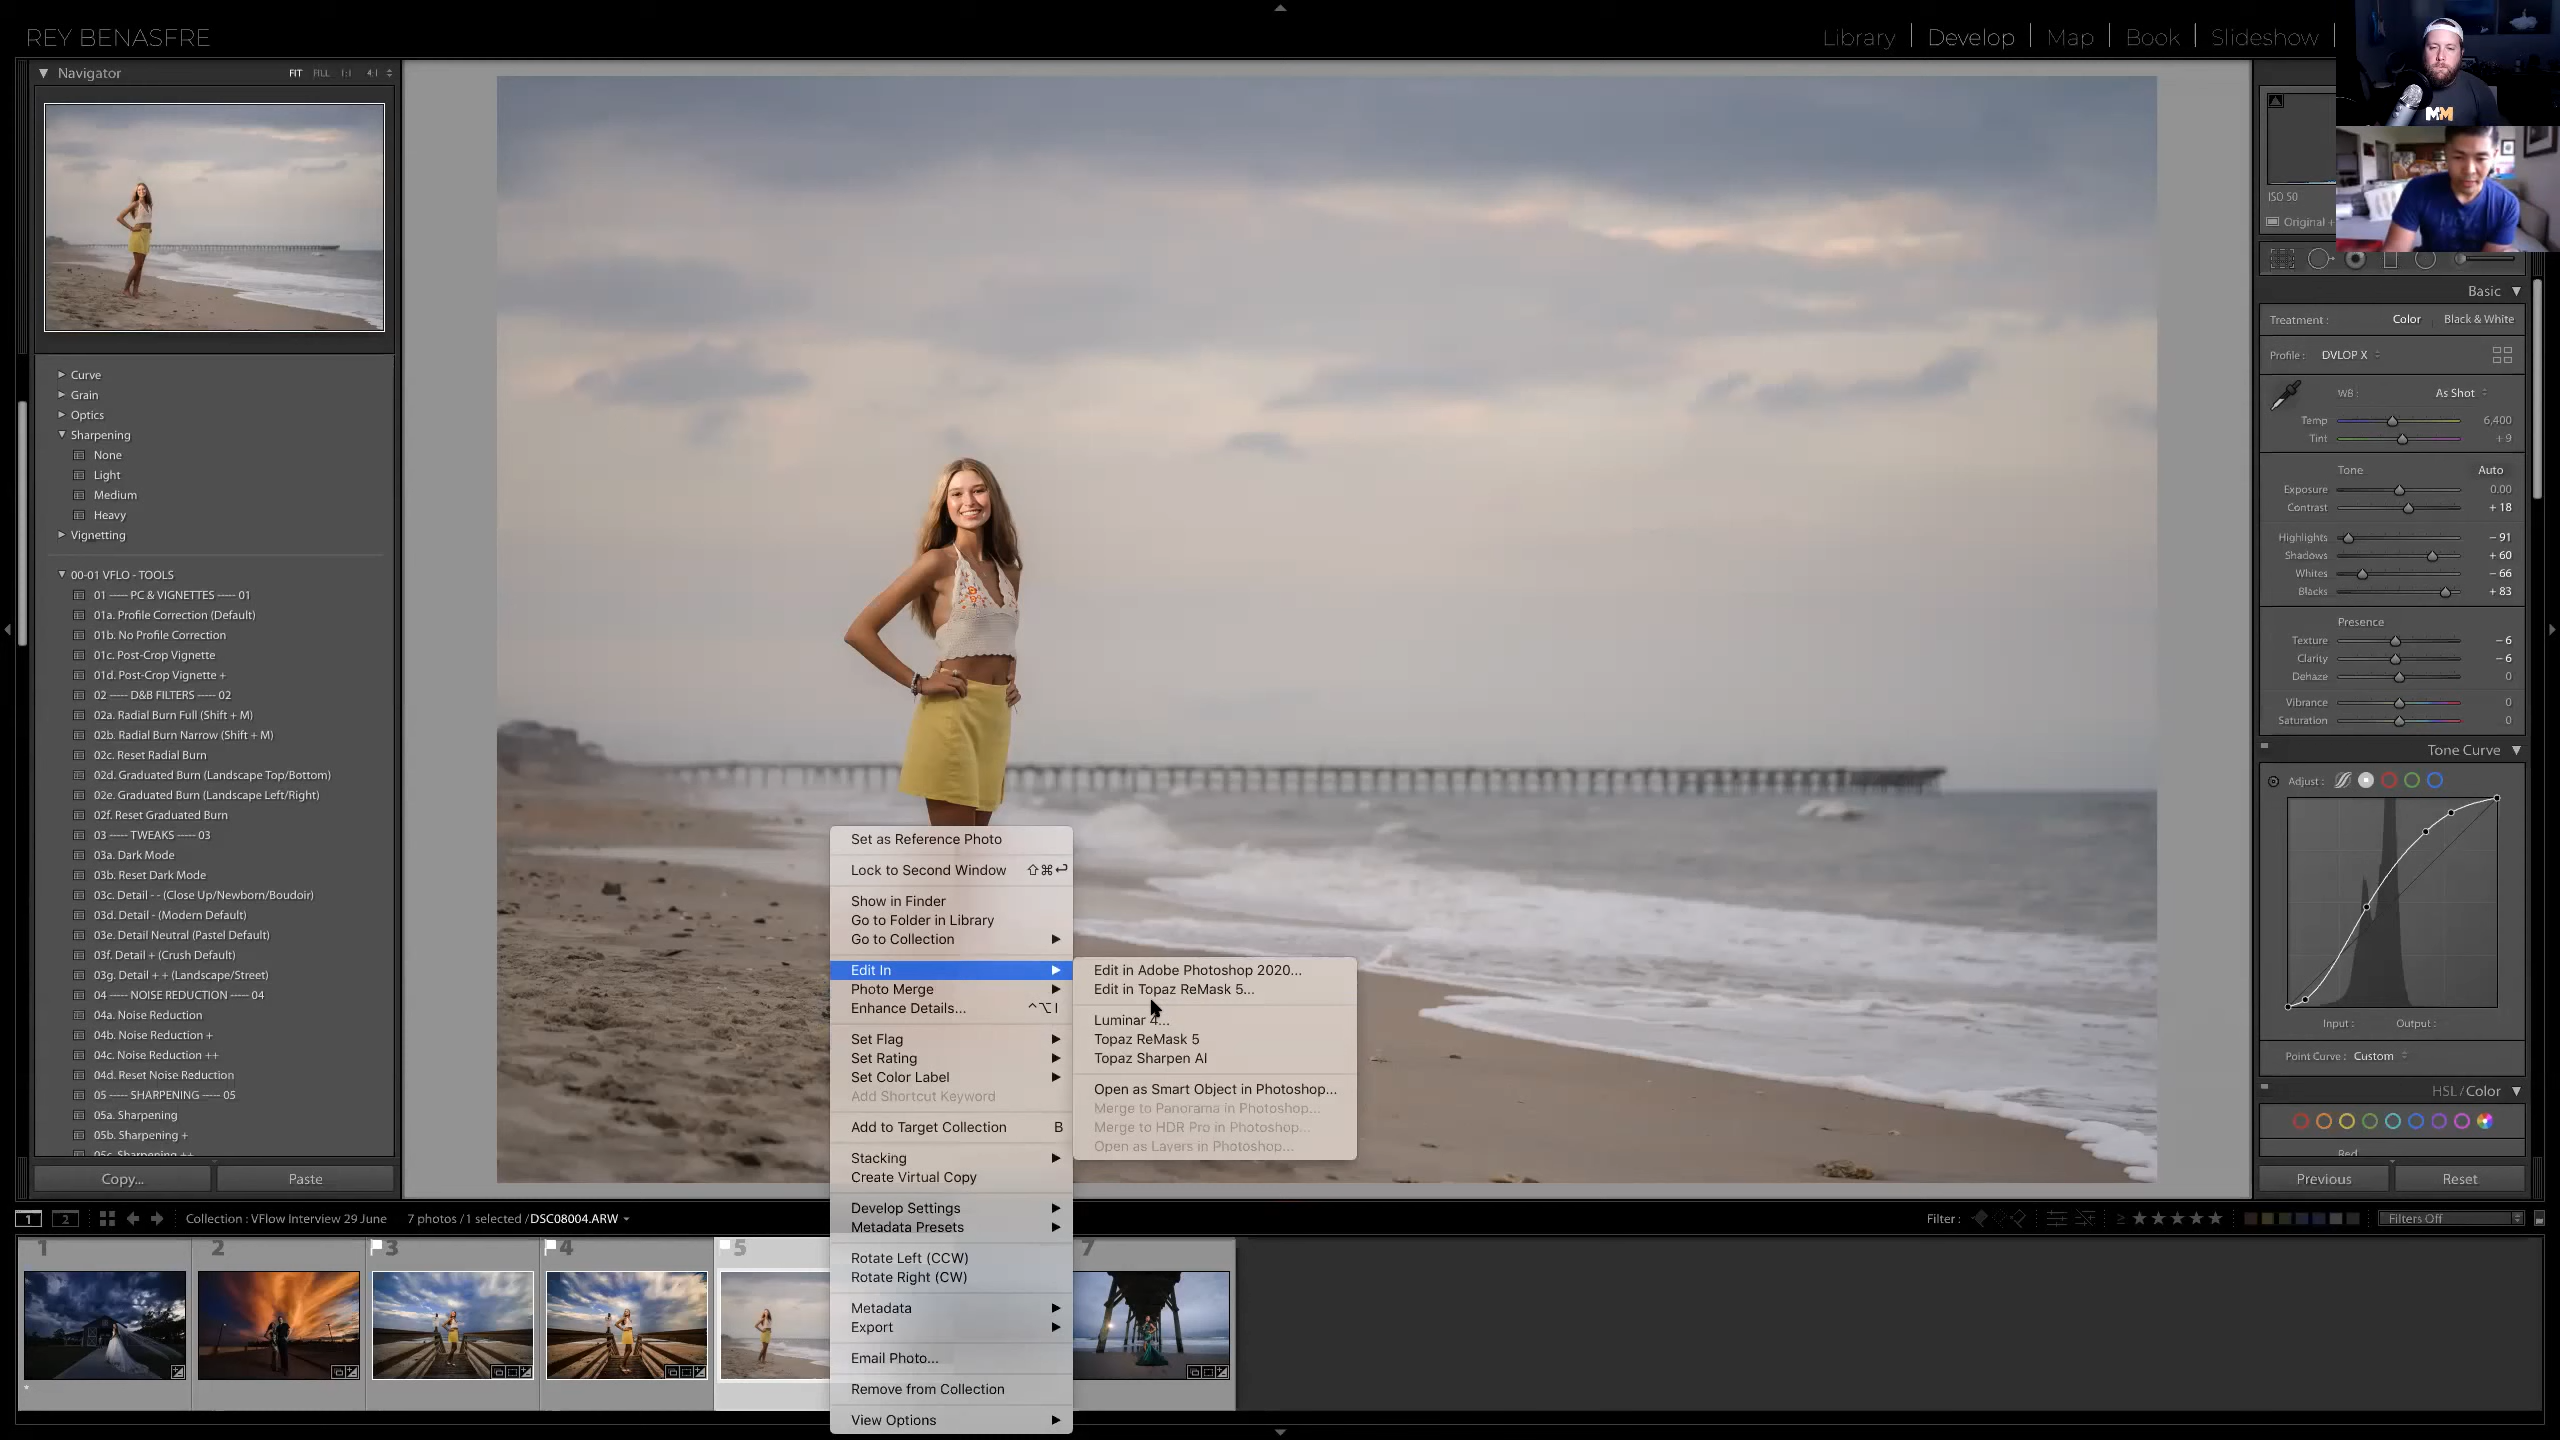 REY BENASFRE
Library | Develop | Map | Book | Slideshow |
Navigator FIT FILL 1:1 4:1
Curve
Grain
Optics
Sharpening
None
Light
Medium
Heavy
Vignetting
00-01 VFLO - TOOLS
01 ----- PC & VIGNETTES ----- 01
01a. Profile Correction (Default)
01b. No Profile Correction
01c. Post-Crop Vignette
01d. Post-Crop Vignette +
02 ----- D&B FILTERS ----- 02
02a. Radial Burn Full (Shift + M)
02b. Radial Burn Narrow (Shift + M)
02c. Reset Radial Burn
02d. Graduated Burn (Landscape Top/Bottom)
02e. Graduated Burn (Landscape Left/Right)
02f. Reset Graduated Burn
03 ----- TWEAKS ----- 03
03a. Dark Mode
03b. Reset Dark Mode
03c. Detail - - (Close Up/Newborn/Boudoir)
03d. Detail - (Modern Default)
03e. Detail Neutral (Pastel Default)
03f. Detail + (Crush Default)
03g. Detail + + (Landscape/Street)
04 ----- NOISE REDUCTION ----- 04
04a. Noise Reduction
04b. Noise Reduction +
04c. Noise Reduction ++
04d. Reset Noise Reduction
05 ----- SHARPENING ----- 05
05a. Sharpening
05b. Sharpening +
05c. Sharpening ++
Copy... Paste
Set as Reference Photo
Lock to Second Window ⇧⌘↩
Show in Finder
Go to Folder in Library
Go to Collection
Edit In
Photo Merge
Enhance Details... ^⌥I
Set Flag
Set Rating
Set Color Label
Add Shortcut Keyword
Add to Target Collection B
Stacking
Create Virtual Copy
Develop Settings
Metadata Presets
Rotate Left (CCW)
Rotate Right (CW)
Metadata
Export
Email Photo...
Remove from Collection
View Options
Edit in Adobe Photoshop 2020...
Edit in Topaz ReMask 5...
Luminar 4...
Topaz ReMask 5
Topaz Sharpen AI
Open as Smart Object in Photoshop...
Merge to Panorama in Photoshop...
Merge to HDR Pro in Photoshop...
Open as Layers in Photoshop...
MM
ISO 50
Original +
Basic
Treatment : Color Black & White
Profile : DVLOP X
WB : As Shot
Temp 6,400
Tint + 9
Tone Auto
Exposure 0.00
Contrast + 18
Highlights − 91
Shadows + 60
Whites − 66
Blacks + 83
Presence
Texture − 6
Clarity − 6
Dehaze 0
Vibrance 0
Saturation 0
Tone Curve
Adjust :
Input : Output :
Point Curve : Custom
HSL / Color
Red
Previous Reset
1 2 Collection : VFlow Interview 29 June 7 photos / 1 selected / DSC08004.ARW Filter : ≥ ★★★★★ Filters Off
1 2 3 4 5 7